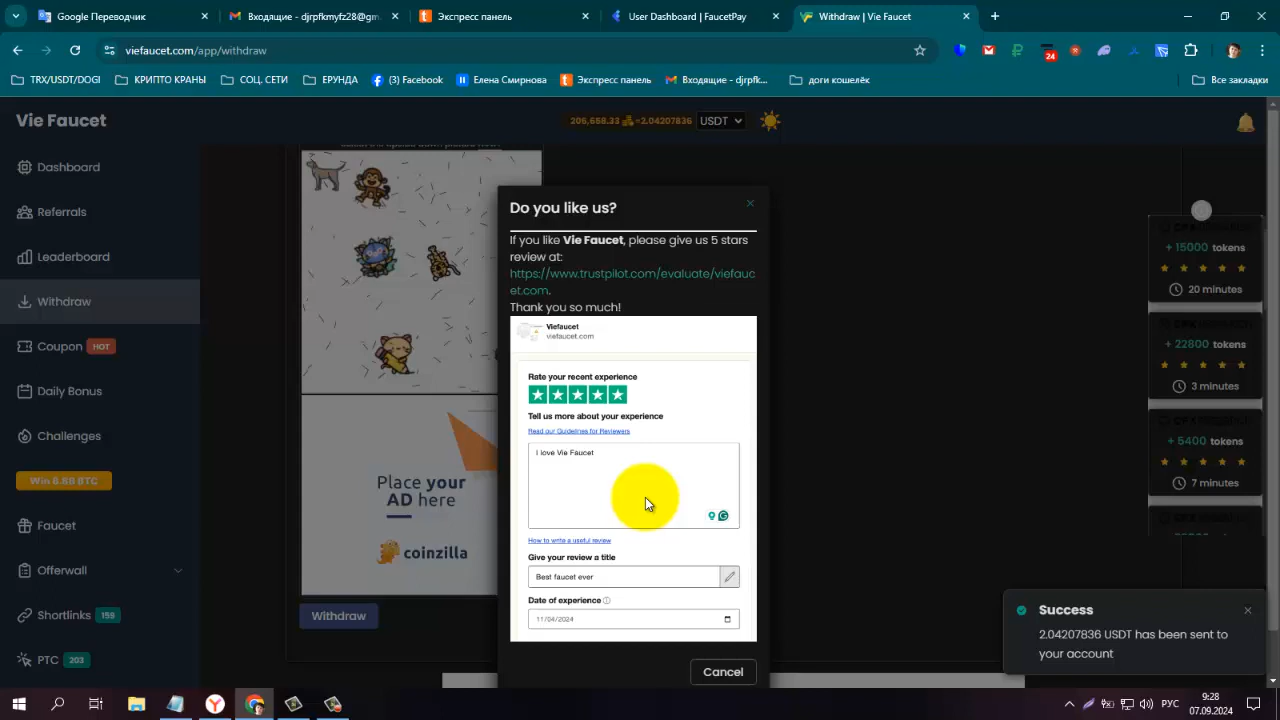 Google Переводчик
djrpfkmyfz28@gmail
Экспресс панель
User Dashboard | FaucetPay
Withdraw | Vie Faucet
viefaucet.com/app/withdraw
24
TRX/USDT/DOGI
КРИПТО КРАНЫ
СОЦ. СЕТИ
ЕРУНДА
(3) Facebook
Елена Смирнова
Экспресс панель
Входящие – djrpfk...
доги кошелёк
Все закладки
Vie Faucet
206,658.33 =2.04207836
USDT
Dashboard
Referrals
Leaderboard
Withdraw
Coupon HOT
Daily Bonus
Challenges
Win 8.88 BTC
Faucet
Offerwall
Shortlinks 155
PTC 203
Place your
AD here
coinzilla
Withdraw
Do you like us?
If you like Vie Faucet, please give us 5 stars
review at:
https://www.trustpilot.com/evaluate/viefauc
et.com.
Thank you so much!
Viefaucet
viefaucet.com
Rate your recent experience
Tell us more about your experience
Read our Guidelines for Reviewers
I love Vie Faucet
How to write a useful review
Give your review a title
Best faucet ever
Date of experience
11/04/2024
Cancel
+ 15000 tokens
20 minutes
+ 22800 tokens
3 minutes
+ 5400 tokens
7 minutes
Success
2.04207836 USDT has been sent to
your account
РУС
9:28
07.09.2024